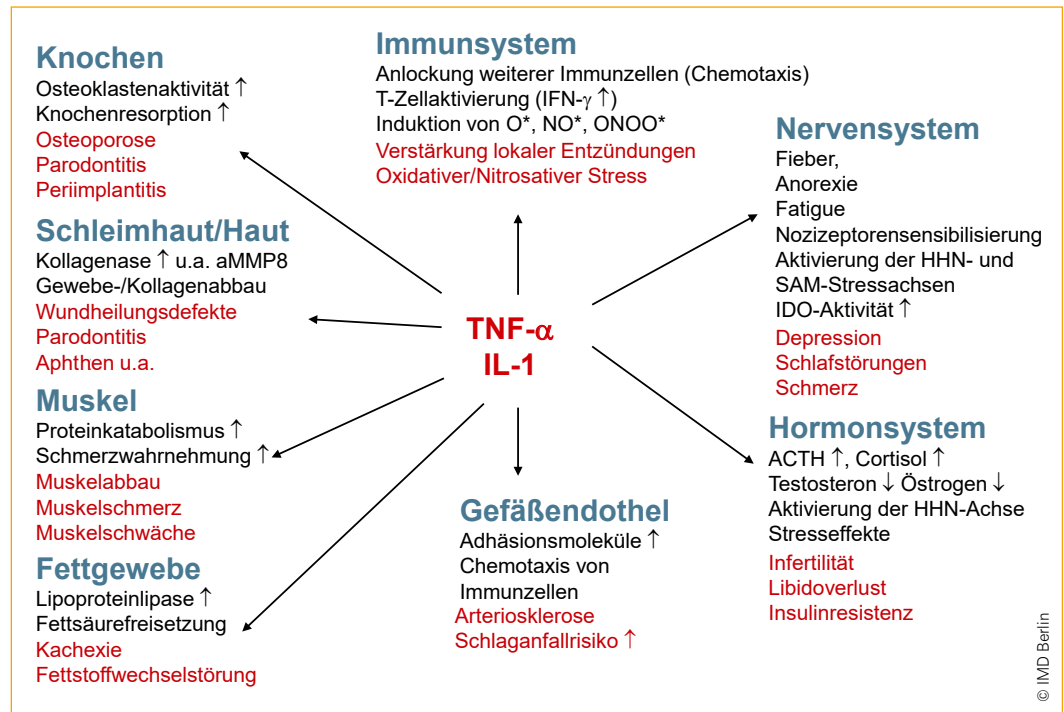 Knochen
Osteoklastenaktivität ↑
Knochenresorption ↑
Osteoporose
Parodontitis
Periimplantitis
Immunsystem
Anlockung weiterer Immunzellen (Chemotaxis)
T-Zellaktivierung (IFN-γ ↑)
Induktion von O*, NO*, ONOO*
Verstärkung lokaler Entzündungen
Oxidativer/Nitrosativer Stress
Nervensystem
Fieber,
Anorexie
Fatigue
Nozizeptorensensibilisierung
Aktivierung der HHN- und
SAM-Stressachsen
IDO-Aktivität ↑
Depression
Schlafstörungen
Schmerz
Schleimhaut/Haut
Kollagenase ↑ u.a. aMMP8
Gewebe-/Kollagenabbau
Wundheilungsdefekte
Parodontitis
Aphthen u.a.
TNF-α
IL-1
Muskel
Proteinkatabolismus ↑
Schmerzwahrnehmung ↑
Muskelabbau
Muskelschmerz
Muskelschwäche
Hormonsystem
ACTH ↑, Cortisol ↑
Testosteron ↓ Östrogen ↓
Aktivierung der HHN-Achse
Stresseffekte
Infertilität
Libidoverlust
Insulinresistenz
Gefäßendothel
Adhäsionsmoleküle ↑
Chemotaxis von
Immunzellen
Arteriosklerose
Schlaganfallrisiko ↑
Fettgewebe
Lipoproteinlipase ↑
Fettsäurefreisetzung
Kachexie
Fettstoffwechselstörung
© IMD Berlin